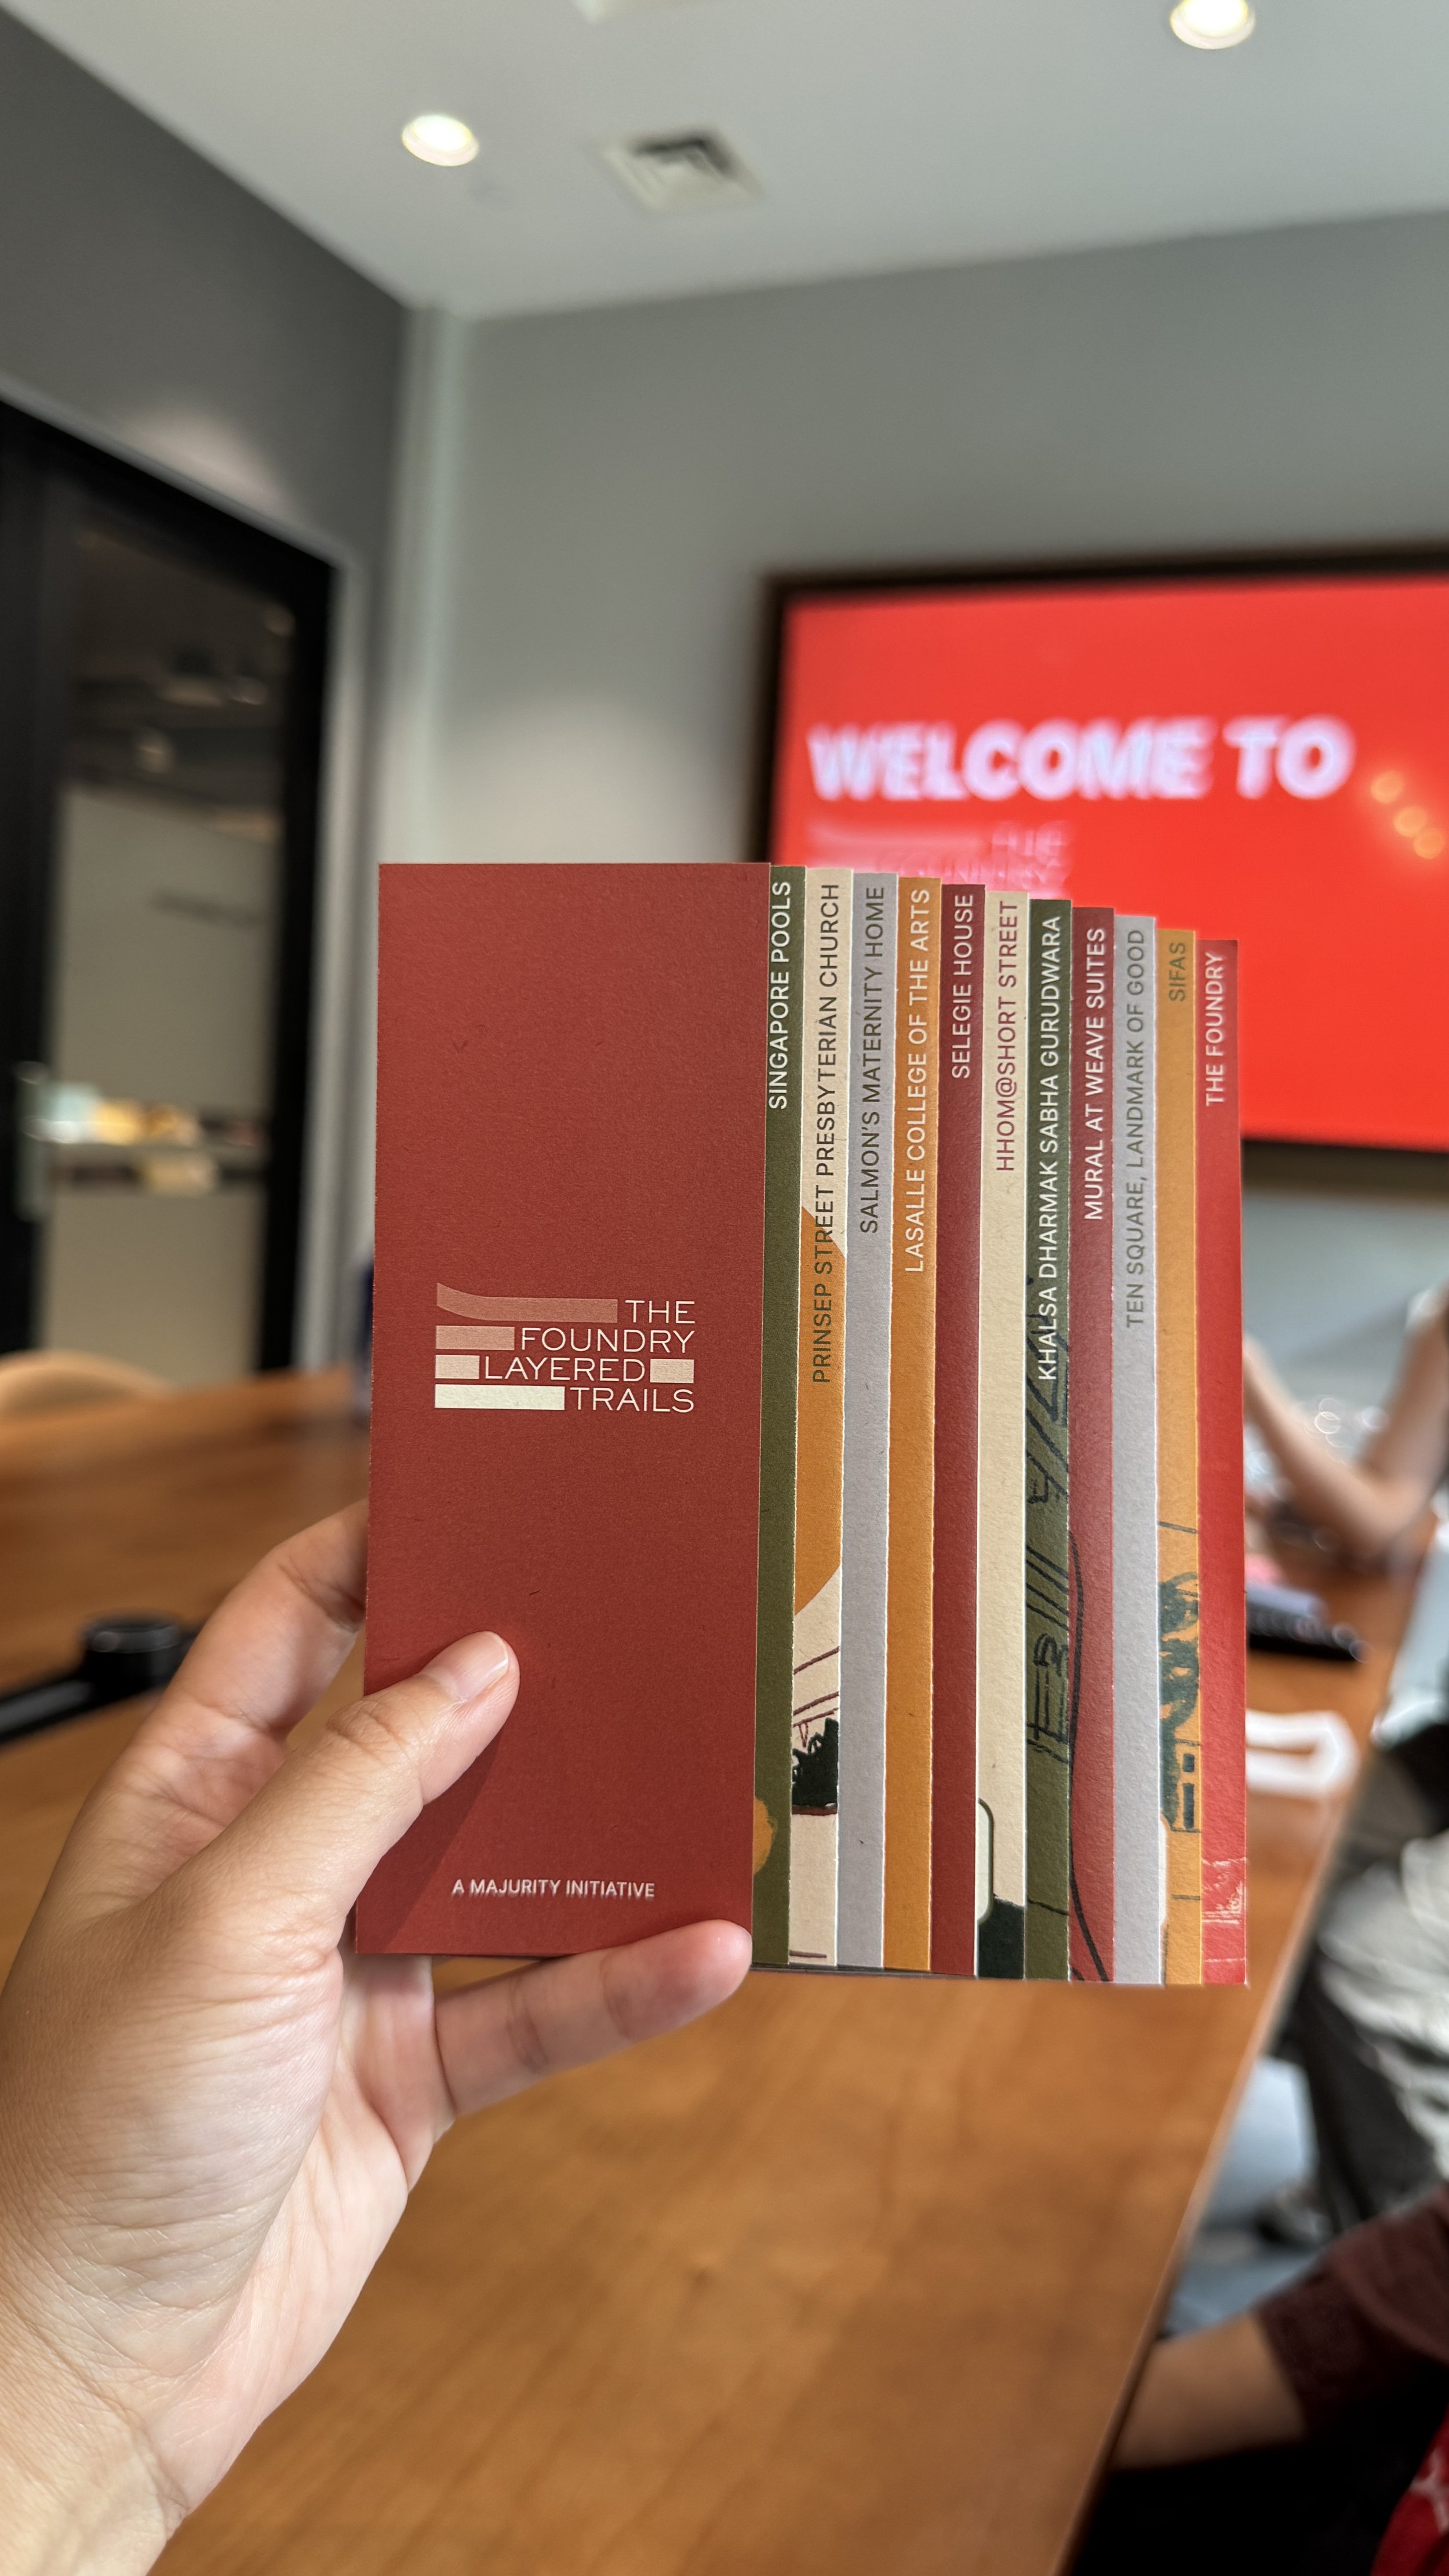 WELCOME TO
THE
FOUNDRY
LAYERED
TRAILS
A MAJURITY INITIATIVE
SINGAPORE POOLS
PRINSEP STREET PRESBYTERIAN CHURCH
SALMON'S MATERNITY HOME
LASALLE COLLEGE OF THE ARTS
SELEGIE HOUSE
HHOM@SHORT STREET
KHALSA DHARMAK SABHA GURUDWARA
MURAL AT WEAVE SUITES
TEN SQUARE, LANDMARK OF GOOD
SIFAS
THE FOUNDRY